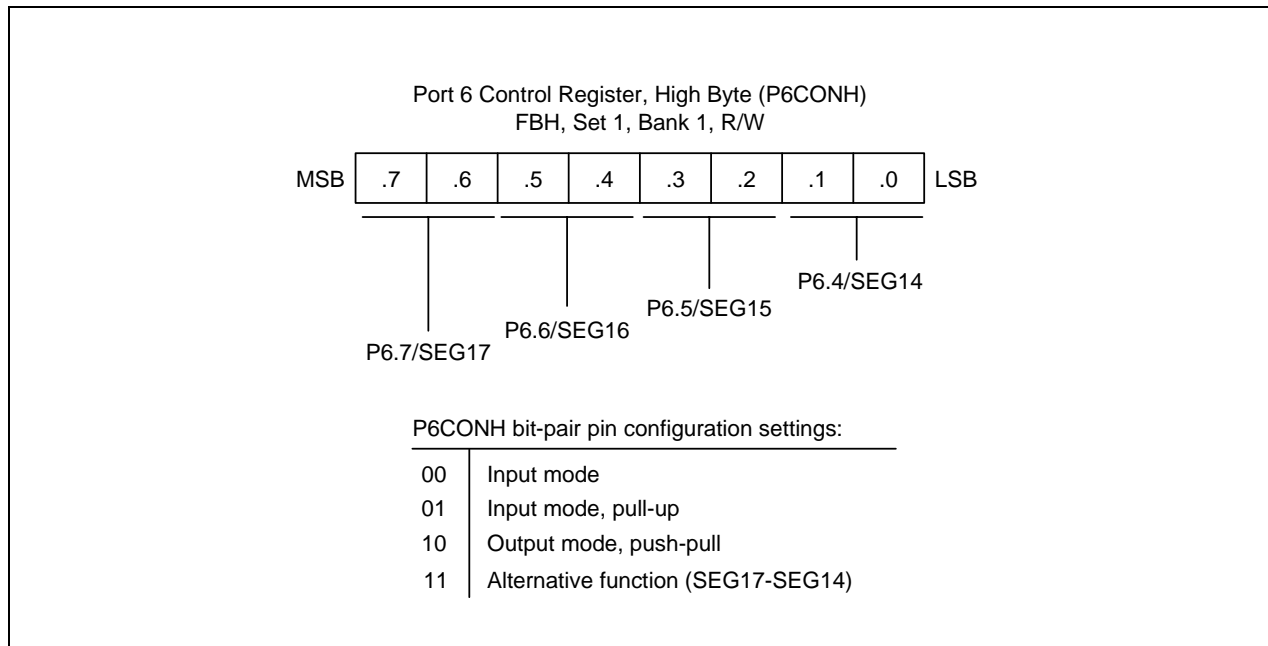 Port 6 Control Register, High Byte (P6CONH)
FBH, Set 1, Bank 1, R/W
MSB .7 .6 .5 .4 .3 .2 .1 .0 LSB
P6.4/SEG14
P6.5/SEG15
P6.6/SEG16
P6.7/SEG17
P6CONH bit-pair pin configuration settings:
00 Input mode
01 Input mode, pull-up
10 Output mode, push-pull
11 Alternative function (SEG17-SEG14)